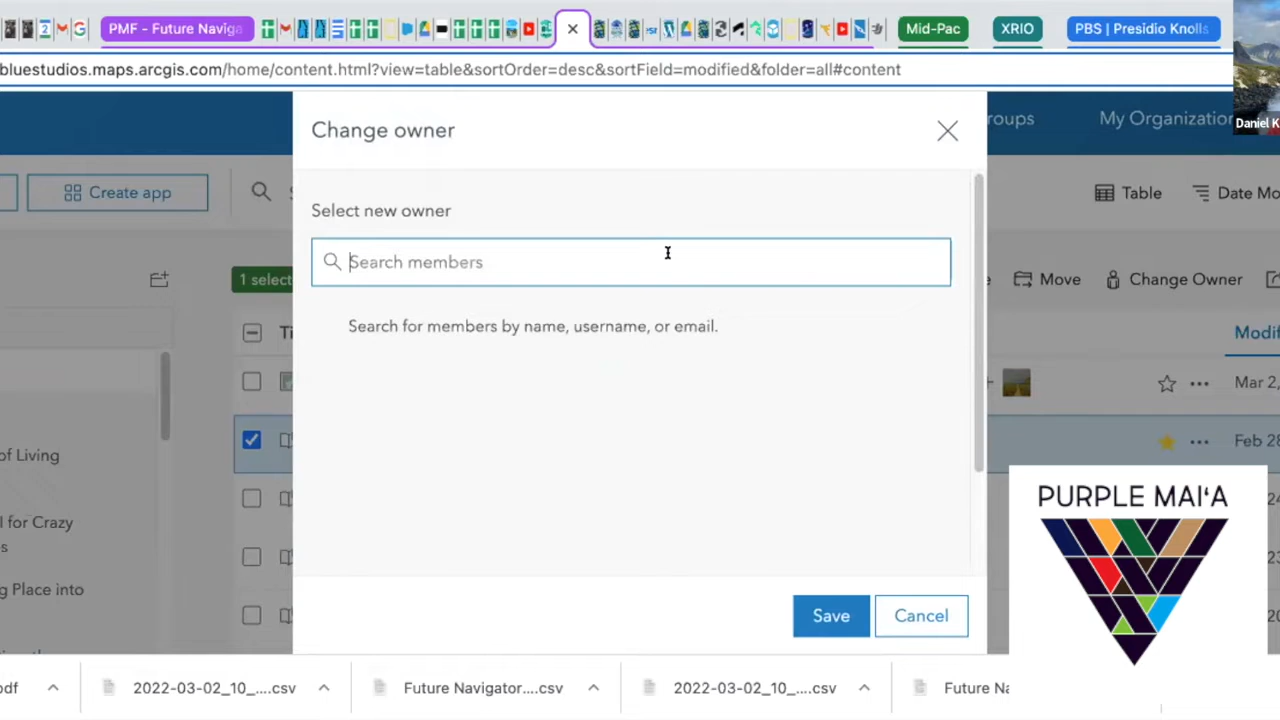 PMF - Future Naviga
Mid-Pac
XRIO
PBS | Presidio Knolls
bluestudios.maps.arcgis.com/home/content.html?view=table&sortOrder=desc&sortField=modified&folder=all#content
Daniel K
Change owner
roups
My Organization
Create app
Table
Date Mo
Select new owner
Search members
1 select
Move
Change Owner
Search for members by name, username, or email.
Ti
Modif
Mar 2,
of Living
Feb 28
PURPLE MAIʻA
l for Crazy
s
g Place into
Save
Cancel
odf
2022-03-02_10_....csv
Future Navigator....csv
2022-03-02_10_....csv
Future Na